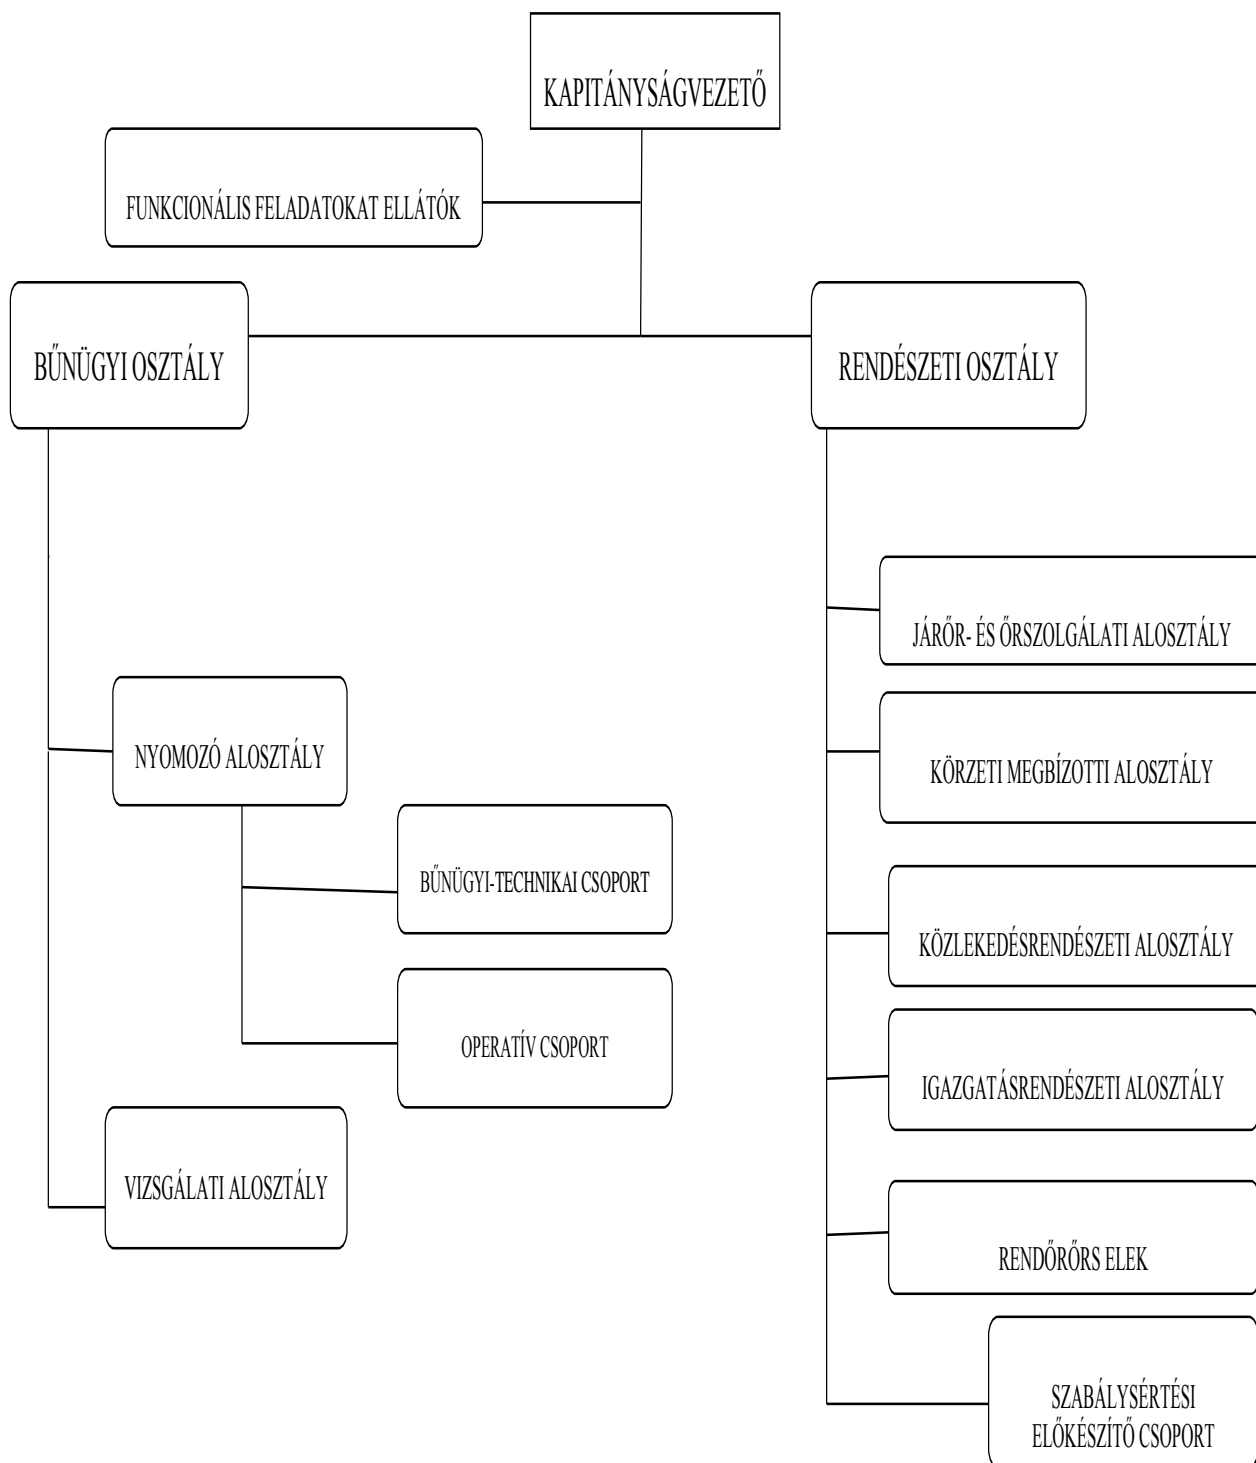 KAPITÁNYSÁGVEZETŐ
FUNKCIONÁLIS FELADATOKAT ELLÁTÓK
BŰNÜGYI OSZTÁLY
RENDÉSZETI OSZTÁLY
JÁRŐR- ÉS ŐRSZOLGÁLATI ALOSZTÁLY
KÖRZETI MEGBÍZOTTI ALOSZTÁLY
NYOMOZÓ ALOSZTÁLY
BŰNÜGYI-TECHNIKAI CSOPORT
KÖZLEKEDÉSRENDÉSZETI ALOSZTÁLY
OPERATÍV CSOPORT
IGAZGATÁSRENDÉSZETI ALOSZTÁLY
VIZSGÁLATI ALOSZTÁLY
RENDŐRŐRS ELEK
SZABÁLYSÉRTÉSI
ELŐKÉSZÍTŐ CSOPORT